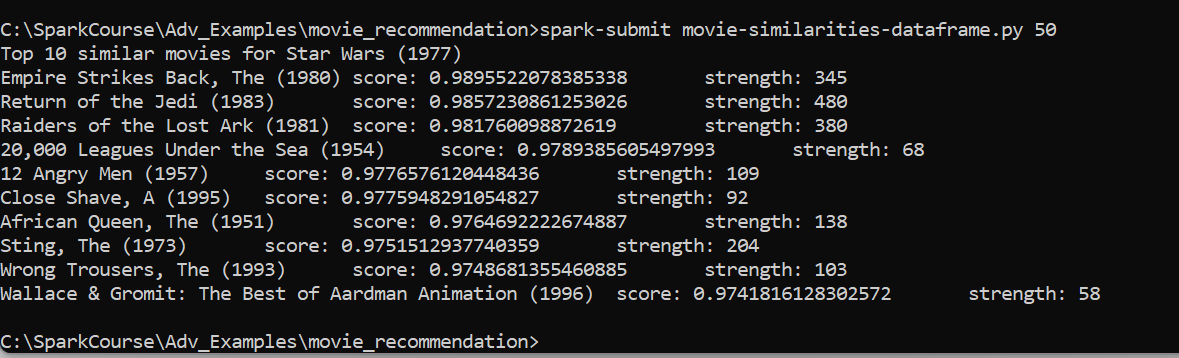 C:\SparkCourse\Adv_Examples\movie_recommendation>spark-submit movie-similarities-dataframe.py 50
Top 10 similar movies for Star Wars (1977)
Empire Strikes Back, The (1980) score: 0.9895522078385338 strength: 345
Return of the Jedi (1983) score: 0.9857230861253026 strength: 480
Raiders of the Lost Ark (1981) score: 0.981760098872619 strength: 380
20,000 Leagues Under the Sea (1954) score: 0.9789385605497993 strength: 68
12 Angry Men (1957) score: 0.9776576120448436 strength: 109
Close Shave, A (1995) score: 0.9775948291054827 strength: 92
African Queen, The (1951) score: 0.9764692222674887 strength: 138
Sting, The (1973) score: 0.9751512937740359 strength: 204
Wrong Trousers, The (1993) score: 0.9748681355460885 strength: 103
Wallace & Gromit: The Best of Aardman Animation (1996) score: 0.9741816128302572 strength: 58
C:\SparkCourse\Adv_Examples\movie_recommendation>